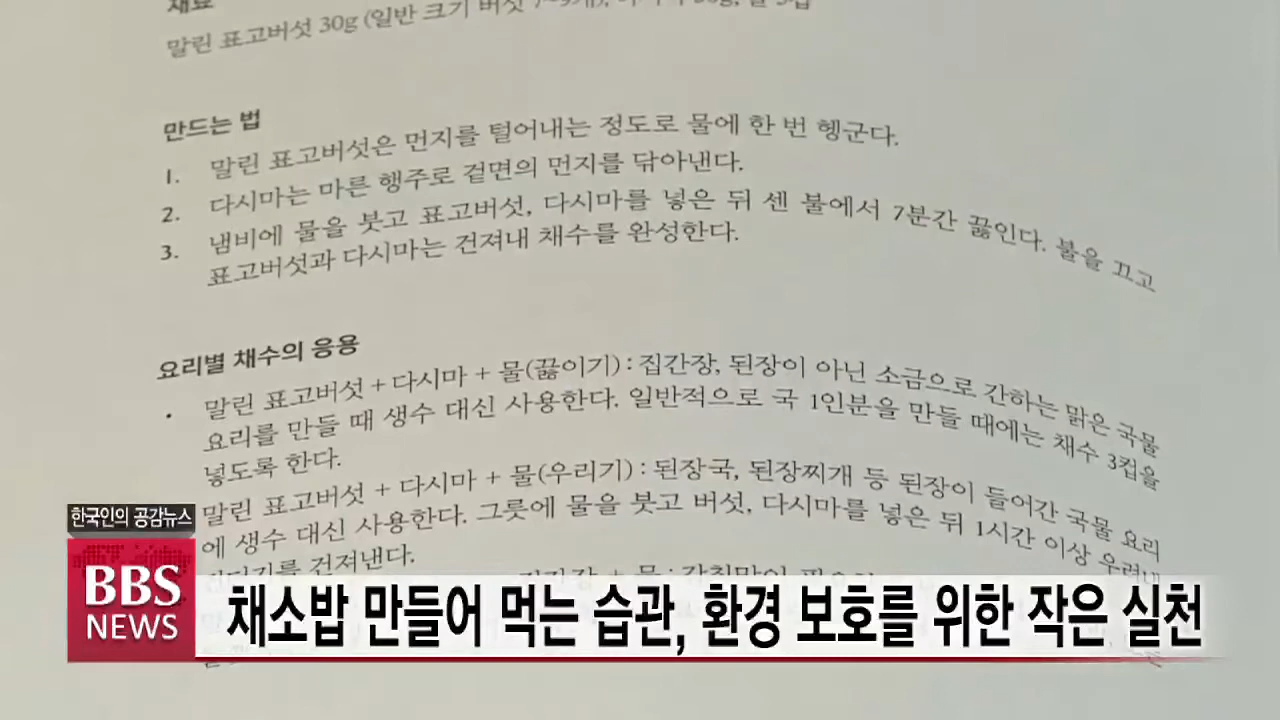 재료
말린 표고버섯 30g (일반 크기 버섯
만드는 법
1. 말린 표고버섯은 먼지를 털어내는 정도로 물에 한 번 헹군다.
2. 다시마는 마른 행주로 겉면의 먼지를 닦아낸다.
3. 냄비에 물을 붓고 표고버섯, 다시마를 넣은 뒤 센 불에서 7분간 끓인다. 불을 끄고
표고버섯과 다시마는 건져내 채수를 완성한다.
요리별 채수의 응용
• 말린 표고버섯 + 다시마 + 물(끓이기) : 집간장, 된장이 아닌 소금으로 간하는 맑은 국물
요리를 만들 때 생수 대신 사용한다. 일반적으로 국 1인분을 만들 때에는 채수 3컵을
넣도록 한다.
말린 표고버섯 + 다시마 + 물(우리기) : 된장국, 된장찌개 등 된장이 들어간 국물 요리
에 생수 대신 사용한다. 그릇에 물을 붓고 버섯, 다시마를 넣은 뒤 1시간 이상 우려내
건더기를 건져낸다.
한국인의 공감뉴스
BBS
NEWS
채소밥 만들어 먹는 습관, 환경 보호를 위한 작은 실천